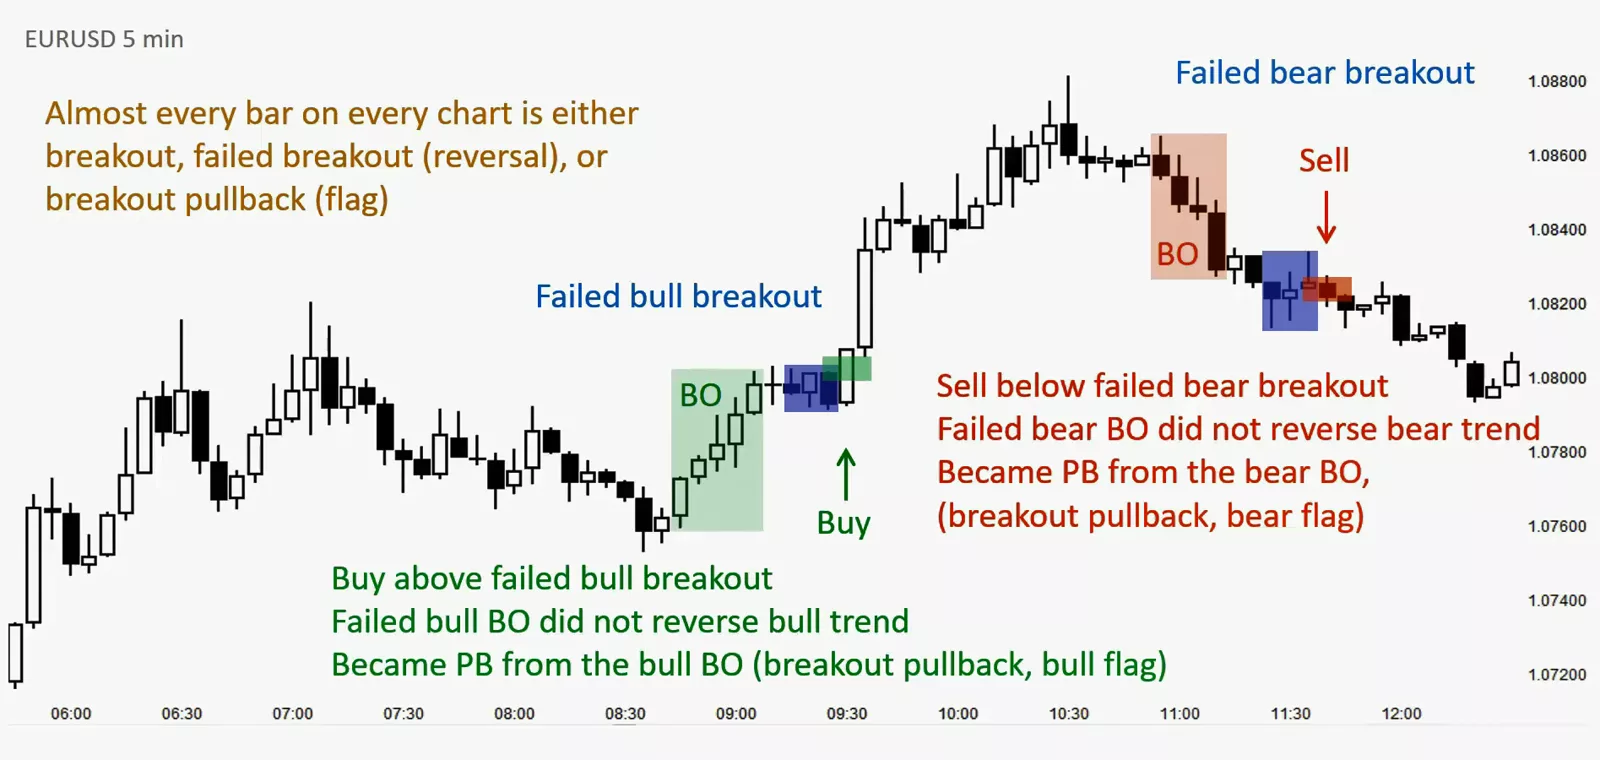 EURUSD 5 min
Failed bear breakout
Almost every bar on every chart is either
breakout, failed breakout (reversal), or
breakout pullback (flag)
Sell
BO
Failed bull breakout
BO
Buy
Sell below failed bear breakout
Failed bear BO did not reverse bear trend
Became PB from the bear BO,
(breakout pullback, bear flag)
Buy above failed bull breakout
Failed bull BO did not reverse bull trend
Became PB from the bull BO (breakout pullback, bull flag)
1.08800
1.08600
1.08400
1.08200
1.08000
1.07800
1.07600
1.07400
1.07200
06:00 06:30 07:00 07:30 08:00 08:30 09:00 09:30 10:00 10:30 11:00 11:30 12:00